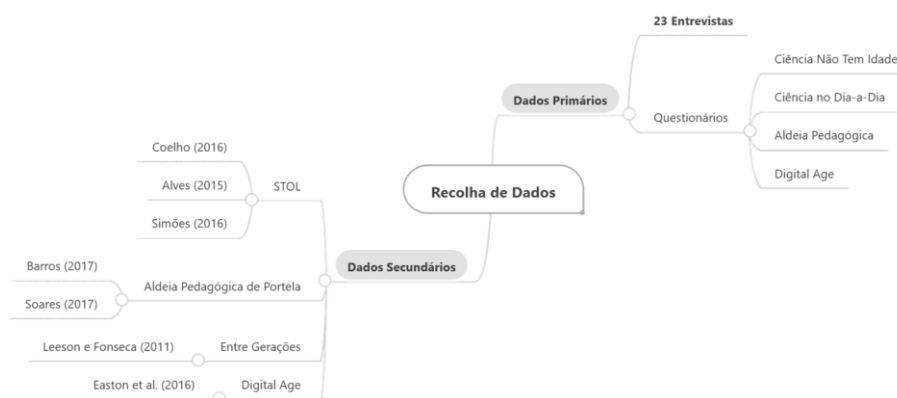 23 Entrevistas
Ciência Não Tem Idade
Dados Primários
Questionários
Ciência no Dia-a-Dia
Aldeia Pedagógica
Digital Age
Recolha de Dados
Coelho (2016)
Alves (2015)
STOL
Simões (2016)
Dados Secundários
Barros (2017)
Aldeia Pedagógica de Portela
Soares (2017)
Leeson e Fonseca (2011)
Entre Gerações
Easton et al. (2016)
Digital Age